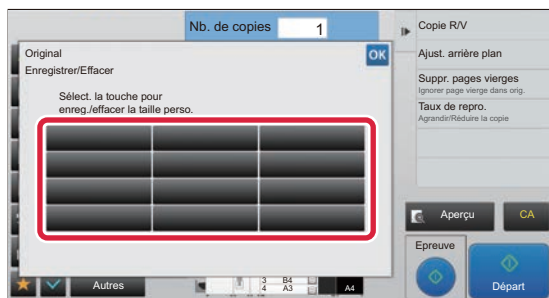 Nb. de copies 1
Original
OK
Enregistrer/Effacer
Sélect. la touche pour
enreg./effacer la taille perso.
Autres
3 B4
4 A3
A4
Copie R/V
Ajust. arrière plan
Suppr. pages vierges
Ignorer page vierge dans orig.
Taux de repro.
Agrandir/Réduire la copie
Aperçu
CA
Epreuve
Départ